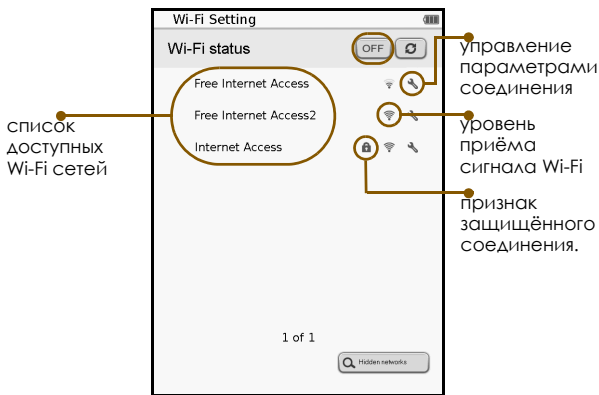 Wi-Fi Setting
Wi-Fi status
OFF
Free Internet Access
Free Internet Access2
Internet Access
1 of 1
Hidden networks
список
доступных
Wi-Fi сетей
управление
параметрами
соединения
уровень
приёма
сигнала Wi-Fi
признак
защищённого
соединения.